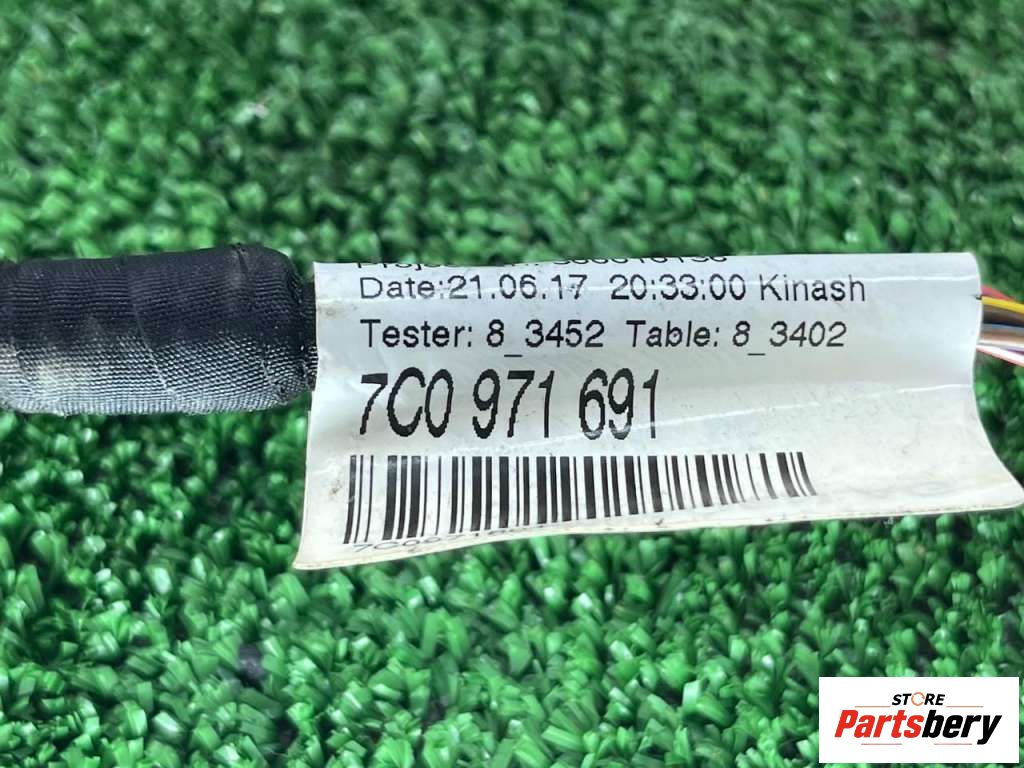 Date:21.06.17 20:33:00 Kinash
Tester: 8_3452 Table: 8_3402
7C0 971 691
STORE
Partsbery